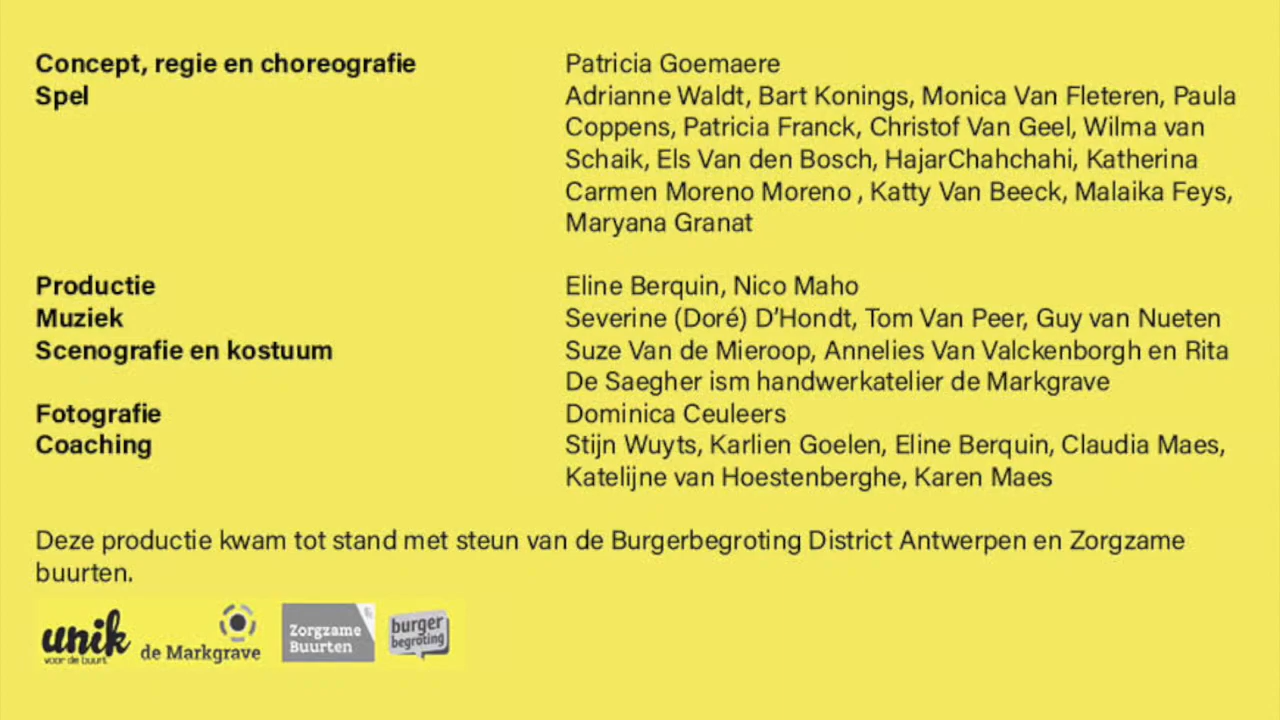 Concept, regie en choreografie Patricia Goemaere
Spel Adrianne Waldt, Bart Konings, Monica Van Fleteren, Paula
Coppens, Patricia Franck, Christof Van Geel, Wilma van
Schaik, Els Van den Bosch, HajarChahchahi, Katherina
Carmen Moreno Moreno , Katty Van Beeck, Malaika Feys,
Maryana Granat
Productie Eline Berquin, Nico Maho
Muziek Severine (Doré) D’Hondt, Tom Van Peer, Guy van Nueten
Scenografie en kostuum Suze Van de Mieroop, Annelies Van Valckenborgh en Rita
De Saegher ism handwerkatelier de Markgrave
Fotografie Dominica Ceuleers
Coaching Stijn Wuyts, Karlien Goelen, Eline Berquin, Claudia Maes,
Katelijne van Hoestenberghe, Karen Maes
Deze productie kwam tot stand met steun van de Burgerbegroting District Antwerpen en Zorgzame
buurten.
unik
voor de buurt
de Markgrave
Zorgzame
Buurten
burger
begroting